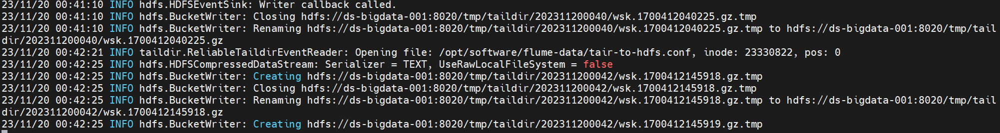 23/11/20 00:41:10 INFO hdfs.HDFSEventSink: Writer callback called.
23/11/20 00:41:10 INFO hdfs.BucketWriter: Closing hdfs://ds-bigdata-001:8020/tmp/taildir/202311200040/wsk.1700412040225.gz.tmp
23/11/20 00:41:10 INFO hdfs.BucketWriter: Renaming hdfs://ds-bigdata-001:8020/tmp/taildir/202311200040/wsk.1700412040225.gz.tmp to hdfs://ds-bigdata-001:8020/tmp/tail
dir/202311200040/wsk.1700412040225.gz
23/11/20 00:42:21 INFO taildir.ReliableTaildirEventReader: Opening file: /opt/software/flume-data/tair-to-hdfs.conf, inode: 23330822, pos: 0
23/11/20 00:42:25 INFO hdfs.HDFSCompressedDataStream: Serializer = TEXT, UseRawLocalFileSystem = false
23/11/20 00:42:25 INFO hdfs.BucketWriter: Creating hdfs://ds-bigdata-001:8020/tmp/taildir/202311200042/wsk.1700412145918.gz.tmp
23/11/20 00:42:25 INFO hdfs.BucketWriter: Closing hdfs://ds-bigdata-001:8020/tmp/taildir/202311200042/wsk.1700412145918.gz.tmp
23/11/20 00:42:25 INFO hdfs.BucketWriter: Renaming hdfs://ds-bigdata-001:8020/tmp/taildir/202311200042/wsk.1700412145918.gz.tmp to hdfs://ds-bigdata-001:8020/tmp/tail
dir/202311200042/wsk.1700412145918.gz
23/11/20 00:42:25 INFO hdfs.BucketWriter: Creating hdfs://ds-bigdata-001:8020/tmp/taildir/202311200042/wsk.1700412145919.gz.tmp